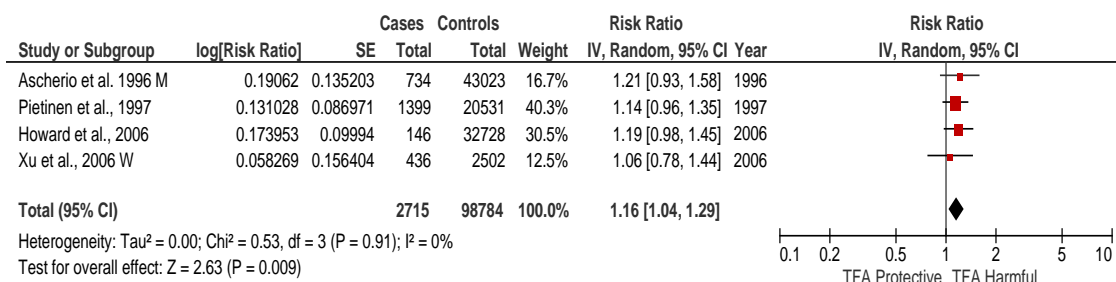 Cases Controls Risk Ratio Risk Ratio
Study or Subgroup log[Risk Ratio] SE Total Total Weight IV, Random, 95% CI Year IV, Random, 95% CI
Ascherio et al. 1996 M 0.19062 0.135203 734 43023 16.7% 1.21 [0.93, 1.58] 1996
Pietinen et al., 1997 0.131028 0.086971 1399 20531 40.3% 1.14 [0.96, 1.35] 1997
Howard et al., 2006 0.173953 0.09994 146 32728 30.5% 1.19 [0.98, 1.45] 2006
Xu et al., 2006 W 0.058269 0.156404 436 2502 12.5% 1.06 [0.78, 1.44] 2006
Total (95% CI) 2715 98784 100.0% 1.16 [1.04, 1.29]
Heterogeneity: Tau² = 0.00; Chi² = 0.53, df = 3 (P = 0.91); I² = 0%
Test for overall effect: Z = 2.63 (P = 0.009)
0.1 0.2 0.5 1 2 5 10
TFA Protective TFA Harmful